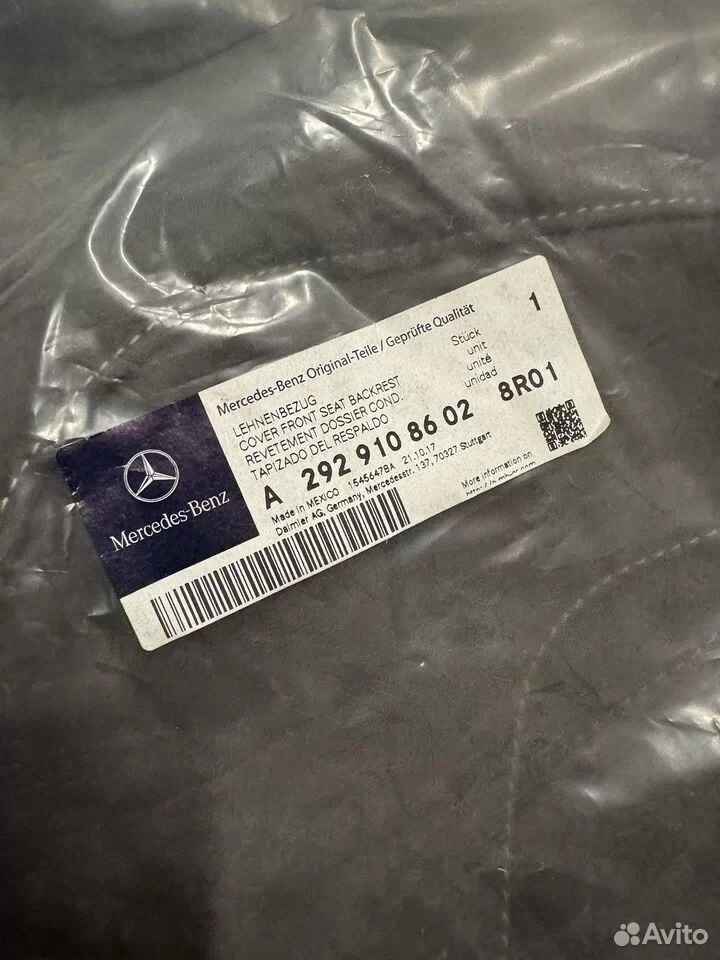 Mercedes-Benz
Mercedes-Benz Original-Teile / Geprüfte Qualität
LEHNENBEZUG
COVER FRONT SEAT BACKREST
REVETEMENT DOSSIER COND.
TAPIZADO DEL RESPALDO
Stück
unit
unité
unidad
1
A 292 910 86 02 8R01
Made in MEXICO 1545647BA 21.10.17
Daimler AG, Germany, Mercedesstr. 137, 70327 Stuttgart
More information on
Avito